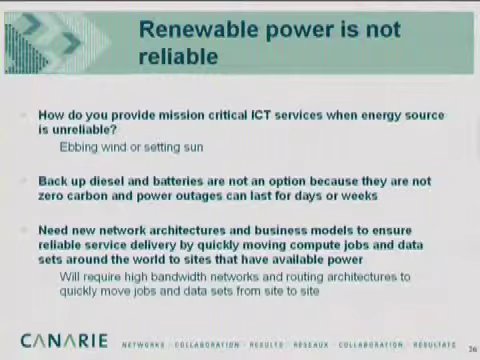 Renewable power is not
reliable
How do you provide mission critical ICT services when energy source
is unreliable?
Ebbing wind or setting sun
Back up diesel and batteries are not an option because they are not
zero carbon and power outages can last for days or weeks
Need new network architectures and business models to ensure
reliable service delivery by quickly moving compute jobs and data
sets around the world to sites that have available power
Will require high bandwidth networks and routing architectures to
quickly move jobs and data sets from site to site
CANARIE NETWORKS · COLLABORATION · RESULTS · RÉSEAUX · COLLABORATION · RÉSULTATS
26